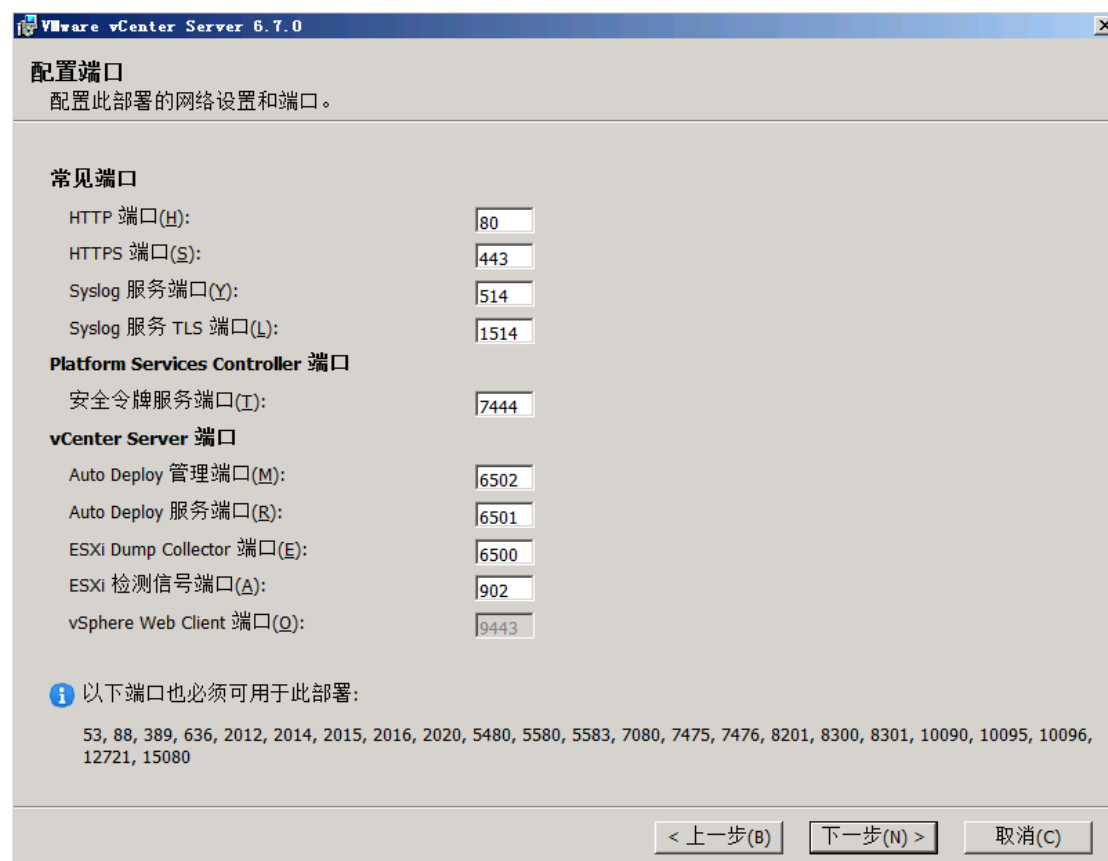 VMware vCenter Server 6.7.0
配置端口
配置此部署的网络设置和端口。
常见端口
HTTP 端口(H): 80
HTTPS 端口(S): 443
Syslog 服务端口(Y): 514
Syslog 服务 TLS 端口(L): 1514
Platform Services Controller 端口
安全令牌服务端口(T): 7444
vCenter Server 端口
Auto Deploy 管理端口(M): 6502
Auto Deploy 服务端口(R): 6501
ESXi Dump Collector 端口(E): 6500
ESXi 检测信号端口(A): 902
vSphere Web Client 端口(O): 9443
以下端口也必须可用于此部署:
53, 88, 389, 636, 2012, 2014, 2015, 2016, 2020, 5480, 5580, 5583, 7080, 7475, 7476, 8201, 8300, 8301, 10090, 10095, 10096,
12721, 15080
< 上一步(B) 下一步(N) > 取消(C)